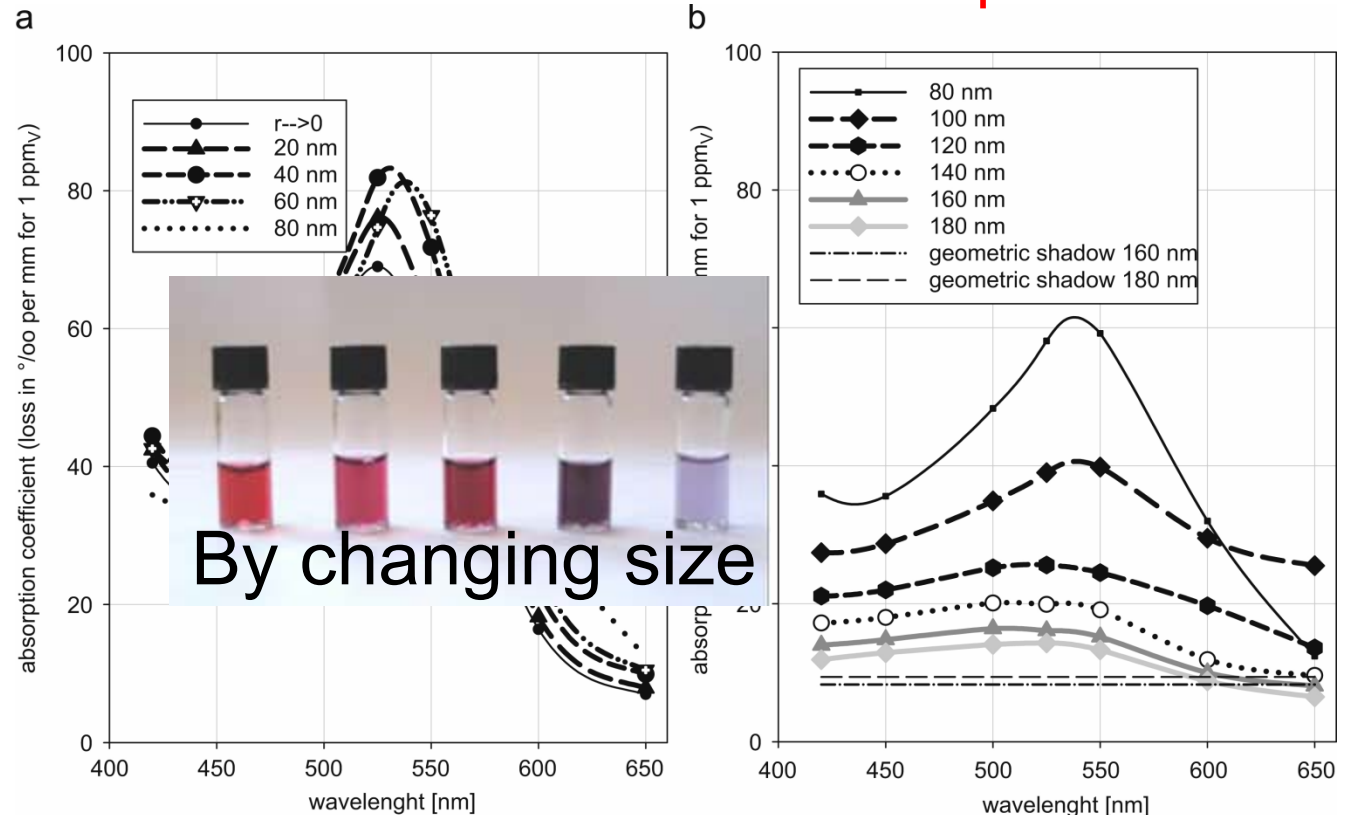 a
absorption coefficient (loss in °/oo per mm for 1 ppmV)
100
80
60
40
20
0
r-->0
20 nm
40 nm
60 nm
80 nm
400 450 500 550 600 650
wavelenght [nm]
By changing size
b
absorp
mm for 1 ppmV)
100
80
20
0
80 nm
100 nm
120 nm
140 nm
160 nm
180 nm
geometric shadow 160 nm
geometric shadow 180 nm
400 450 500 550 600 650
wavelenght [nm]